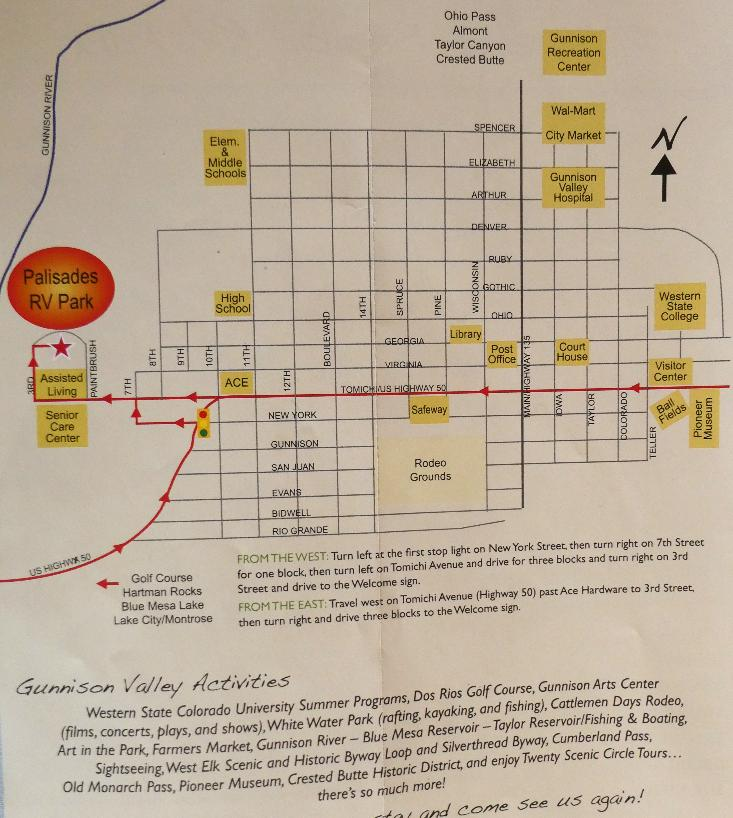 Ohio Pass
Almont
Taylor Canyon
Crested Butte
Gunnison
Recreation
Center
GUNNISON RIVER
Wal-Mart
City Market
N
SPENCER
Elem.
&
Middle
Schools
ELIZABETH
Gunnison
Valley
Hospital
ARTHUR
DENVER
RUBY
WISCONSIN
GOTHIC
Palisades
RV Park
High
School
14TH
SPRUCE
PINE
OHIO
Western
State
College
BOULEVARD
Library
GEORGIA
Post
Office
Court
House
8TH
9TH
10TH
11TH
VIRGINIA
MAIN/HIGHWAY 135
3RD
PAINTBRUSH
Assisted
Living
7TH
ACE
12TH
TOMICHI/US HIGHWAY 50
Visitor
Center
Senior
Care
Center
NEW YORK
Safeway
IOWA
TAYLOR
COLORADO
Ball
Fields
Pioneer
Museum
TELLER
GUNNISON
SAN JUAN
Rodeo
Grounds
EVANS
BIDWELL
RIO GRANDE
US HIGHWAY 50
Golf Course
Hartman Rocks
Blue Mesa Lake
Lake City/Montrose
FROM THE WEST: Turn left at the first stop light on New York Street, then turn right on 7th Street
for one block, then turn left on Tomichi Avenue and drive for three blocks and turn right on 3rd
Street and drive to the Welcome sign.
FROM THE EAST: Travel west on Tomichi Avenue (Highway 50) past Ace Hardware to 3rd Street,
then turn right and drive three blocks to the Welcome sign.
Gunnison Valley Activities
Western State Colorado University Summer Programs, Dos Rios Golf Course, Gunnison Arts Center
(films, concerts, plays, and shows), White Water Park (rafting, kayaking, and fishing), Cattlemen Days Rodeo,
Art in the Park, Farmers Market, Gunnison River – Blue Mesa Reservoir – Taylor Reservoir/Fishing & Boating,
Sightseeing, West Elk Scenic and Historic Byway Loop and Silverthread Byway, Cumberland Pass,
Old Monarch Pass, Pioneer Museum, Crested Butte Historic District, and enjoy Twenty Scenic Circle Tours…
there's so much more!
and come see us again!